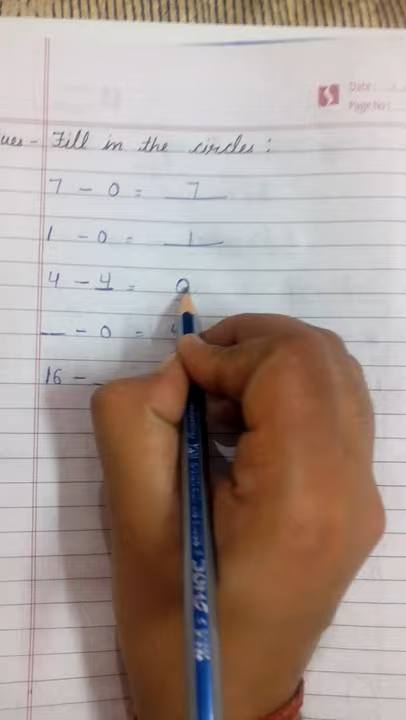 Date:
Page No.:
ues - Fill in the circles :
7 - 0 = 7
1 - 0 = 1
4 - 4 = 0
__ - 0 = 4
16 - _